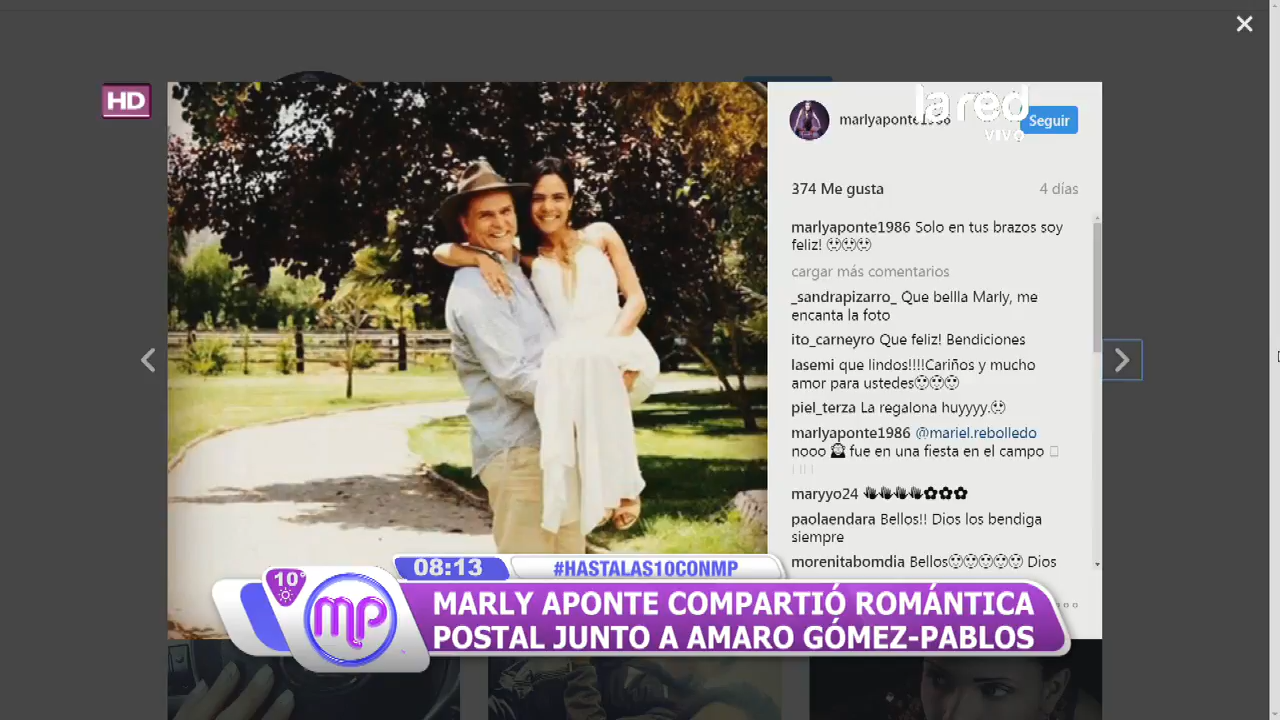 HD
la red
VIVO
marlyaponte1986
Seguir
374 Me gusta
4 días
marlyaponte1986 Solo en tus brazos soy
feliz!
cargar más comentarios
_sandrapizarro_ Que bellla Marly, me
encanta la foto
ito_carneyro Que feliz! Bendiciones
lasemi que lindos!!!!Cariños y mucho
amor para ustedes
piel_terza La regalona huyyyy.
marlyaponte1986 @mariel.rebolledo
nooo fue en una fiesta en el campo
maryyo24
paolaendara Bellos!! Dios los bendiga
siempre
morenitabomdia Bellos Dios
08:13
#HASTALAS10CONMP
10°
mp
MARLY APONTE COMPARTIÓ ROMÁNTICA
POSTAL JUNTO A AMARO GÓMEZ-PABLOS